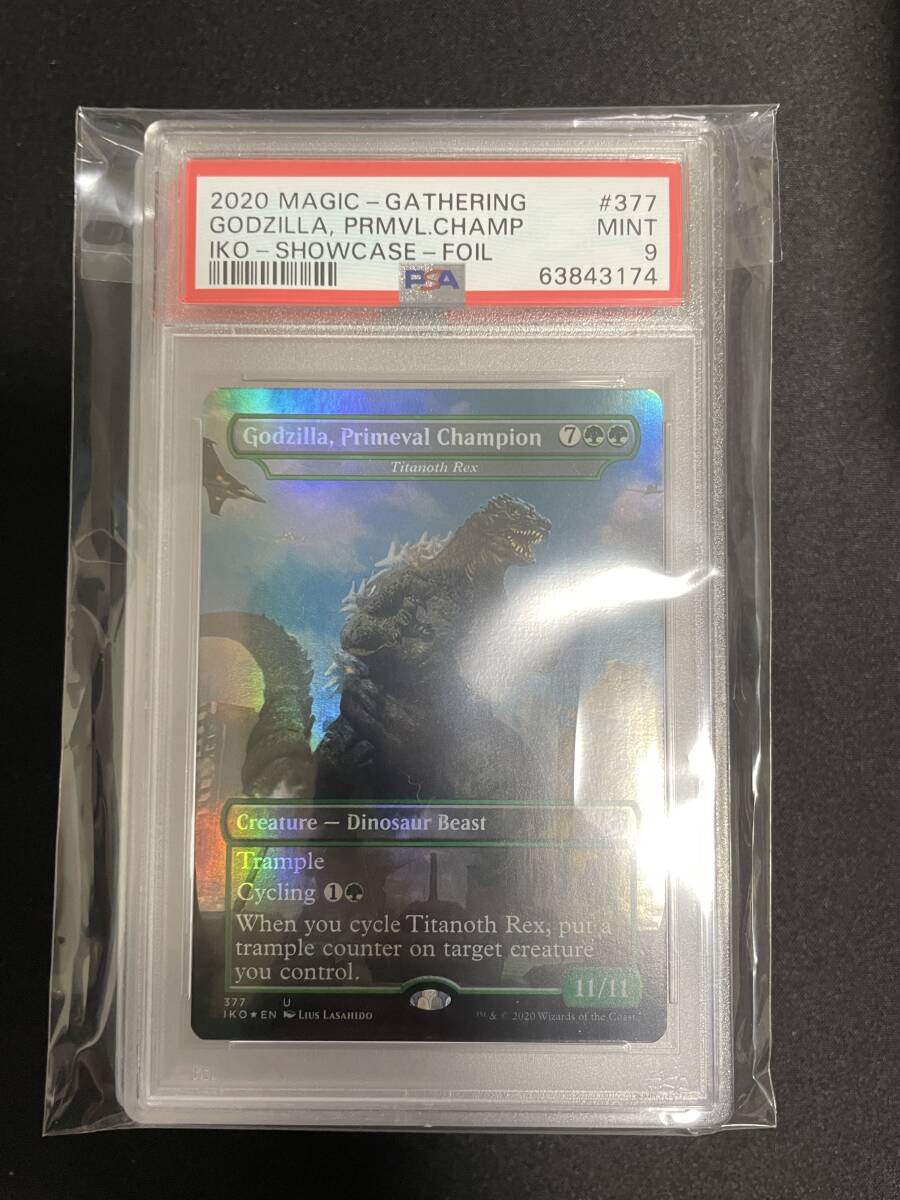 2020 MAGIC - GATHERING #377
GODZILLA, PRMVL.CHAMP MINT
IKO - SHOWCASE - FOIL 9
PSA 63843174
Godzilla, Primeval Champion 7
Titanoth Rex
Creature — Dinosaur Beast
Trample
Cycling 1
When you cycle Titanoth Rex, put a
trample counter on target creature
you control.
11/11
377 U
IKO★EN Lius Lasahido
™ & © 2020 Wizards of the Coast